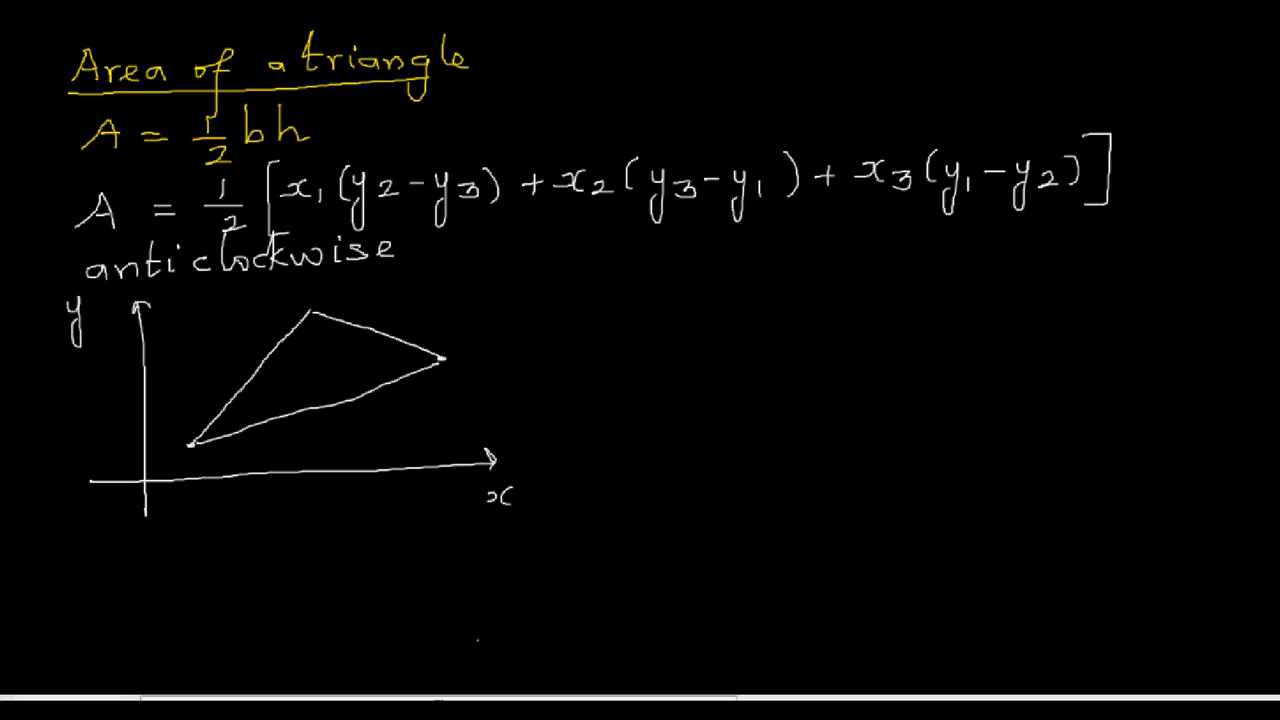 Area of a triangle
A = 1/2 bh
A = 1/2 [x₁(y₂-y₃) + x₂(y₃-y₁) + x₃(y₁-y₂)]
anticlockwise
y
x